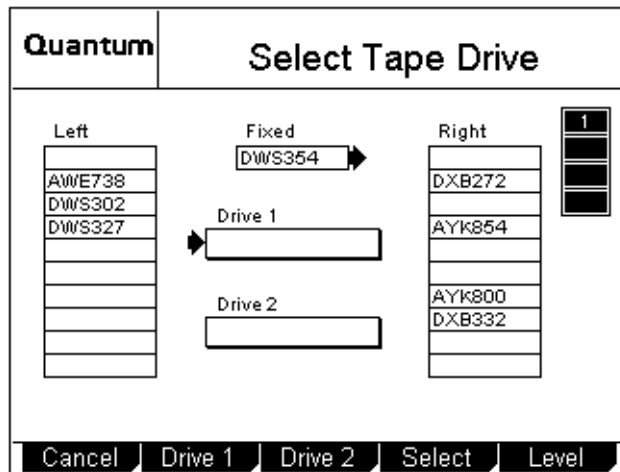 Quantum
Select Tape Drive
Left
Fixed
Right
1
DWS354
AWE738
DXB272
DWS302
DWS327
Drive 1
AYK854
Drive 2
AYK800
DXB332
Cancel
Drive 1
Drive 2
Select
Level